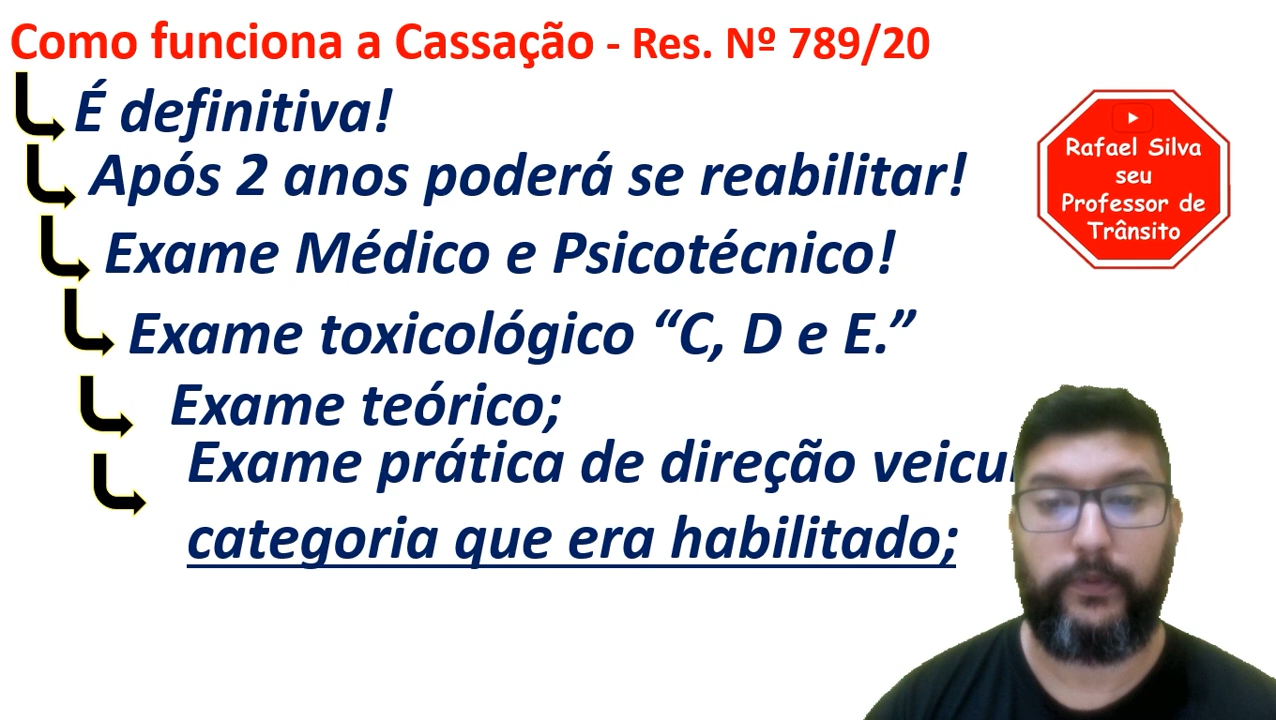 Como funciona a Cassação - Res. Nº 789/20
É definitiva!
Após 2 anos poderá se reabilitar!
Exame Médico e Psicotécnico!
Exame toxicológico “C, D e E.”
Exame teórico;
Exame prática de direção
categoria que era habilitado;
Rafael Silva
seu
Professor de
Trânsito